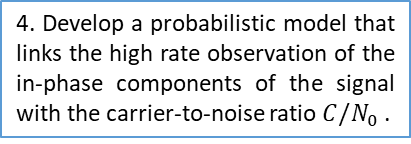 4. Develop a probabilistic model that
links the high rate observation of the
in-phase components of the signal
with the carrier-to-noise ratio C/N₀ .